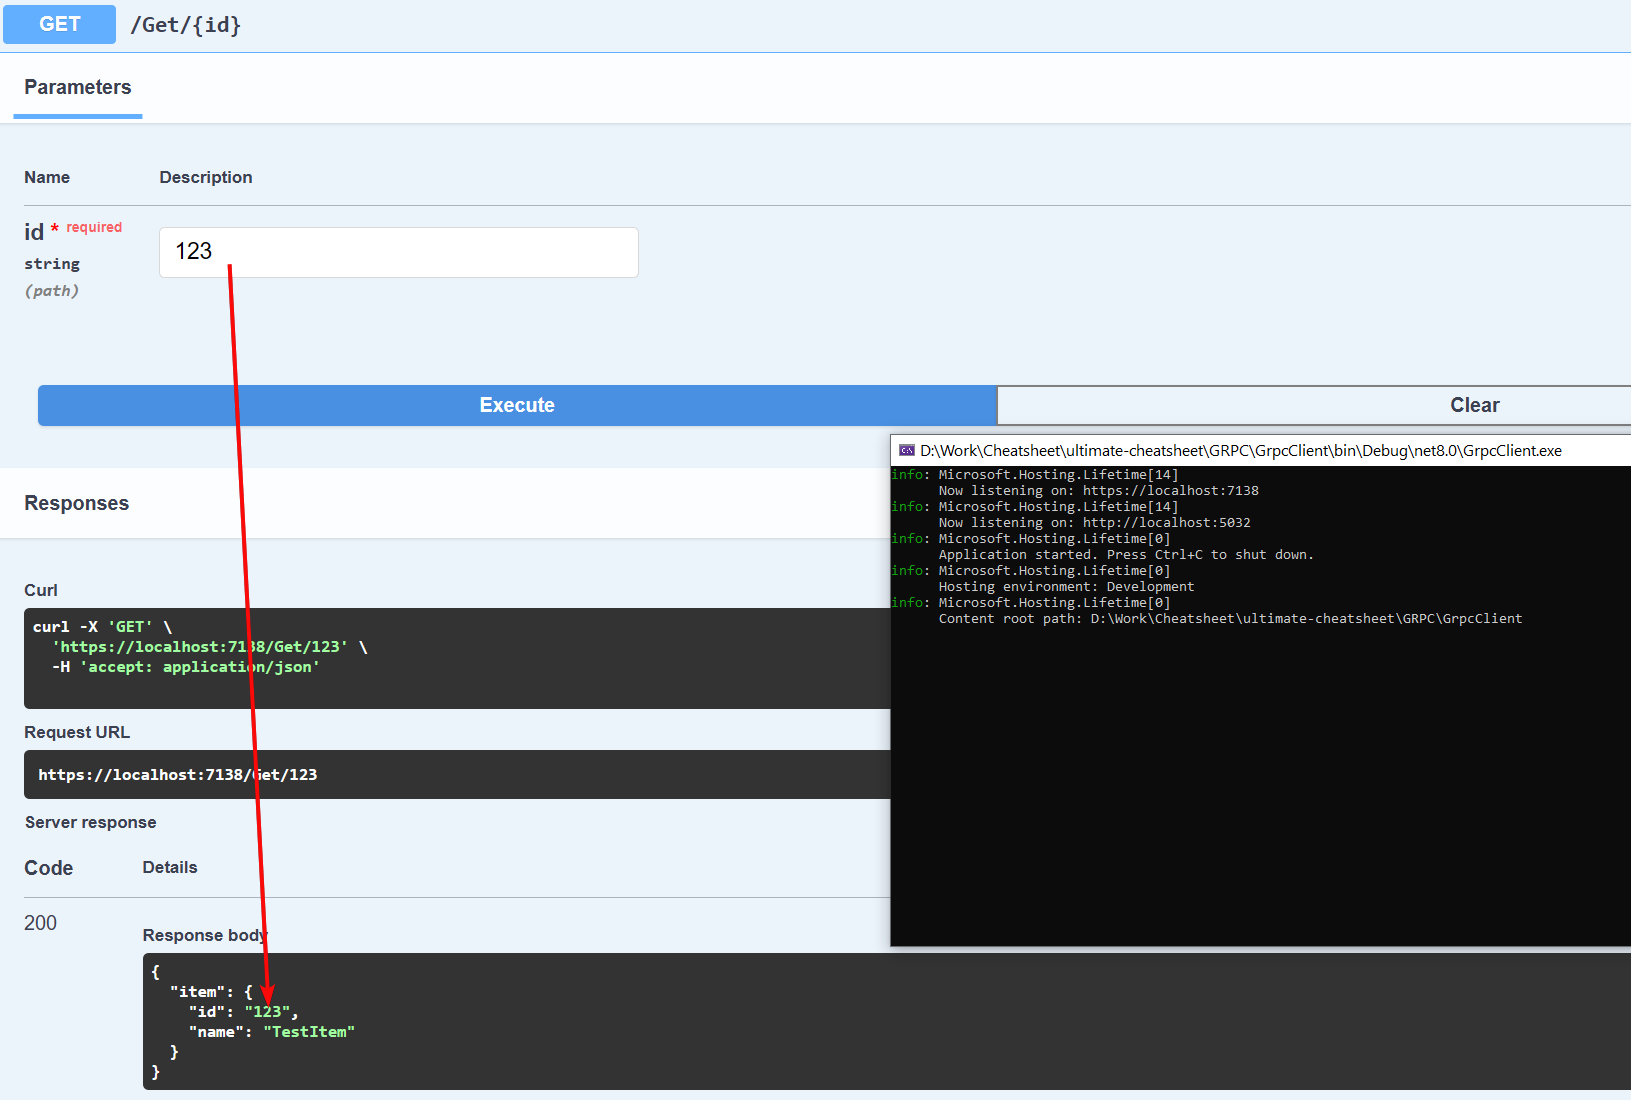 GET /Get/{id}
Parameters
Name Description
id * required
string
(path)
123
Execute Clear
Responses
Curl
curl -X 'GET' \
'https://localhost:7138/Get/123' \
-H 'accept: application/json'
Request URL
https://localhost:7138/Get/123
Server response
Code Details
200
Response body
{
"item": {
"id": "123",
"name": "TestItem"
}
}
D:\Work\Cheatsheet\ultimate-cheatsheet\GRPC\GrpcClient\bin\Debug\net8.0\GrpcClient.exe
info: Microsoft.Hosting.Lifetime[14]
Now listening on: https://localhost:7138
info: Microsoft.Hosting.Lifetime[14]
Now listening on: http://localhost:5032
info: Microsoft.Hosting.Lifetime[0]
Application started. Press Ctrl+C to shut down.
info: Microsoft.Hosting.Lifetime[0]
Hosting environment: Development
info: Microsoft.Hosting.Lifetime[0]
Content root path: D:\Work\Cheatsheet\ultimate-cheatsheet\GRPC\GrpcClient